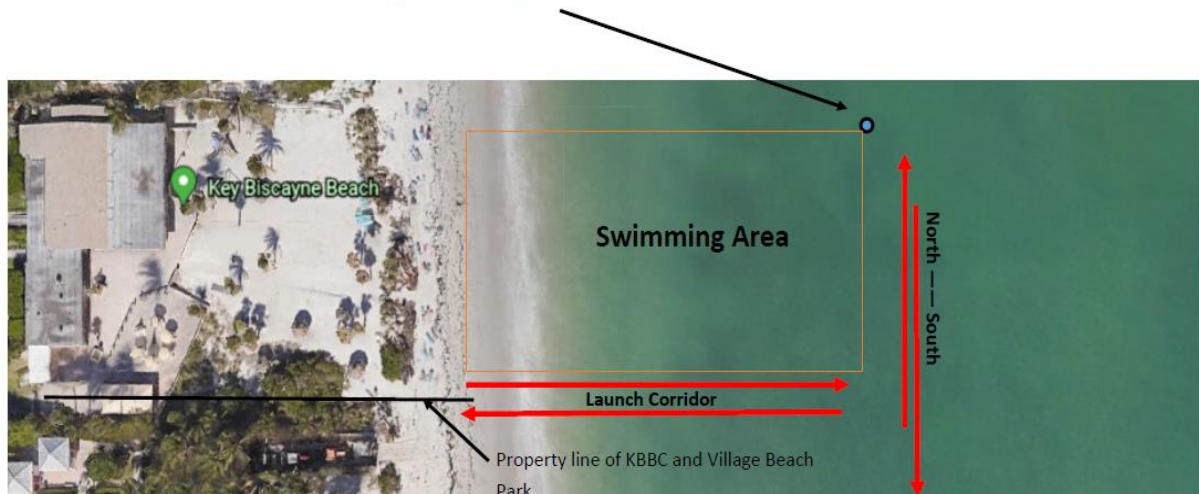 Key Biscayne Beach
Swimming Area
North —— South
Launch Corridor
Property line of KBBC and Village Beach
Park